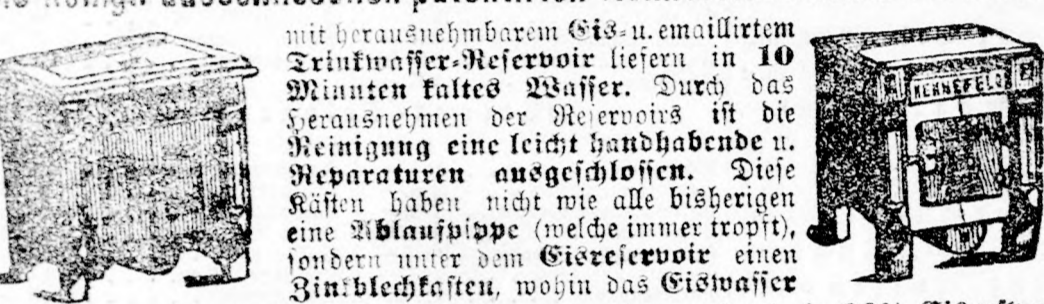 ausschließlich
mit herausnehmbarem Eis- u. emaillirtem
Trinkwasser-Reservoir liefern in 10
Minuten kaltes Wasser. Durch das
Herausnehmen der Reservoirs ist die
Reinigung eine leicht handhabende u.
Reparaturen ausgeschlossen. Diese
Kästen haben nicht wie alle bisherigen
eine Ablaufpippe (welche immer tropft),
sondern unter dem Eisreservoir einen
Zinkblechkasten, wohin das Eiswasser